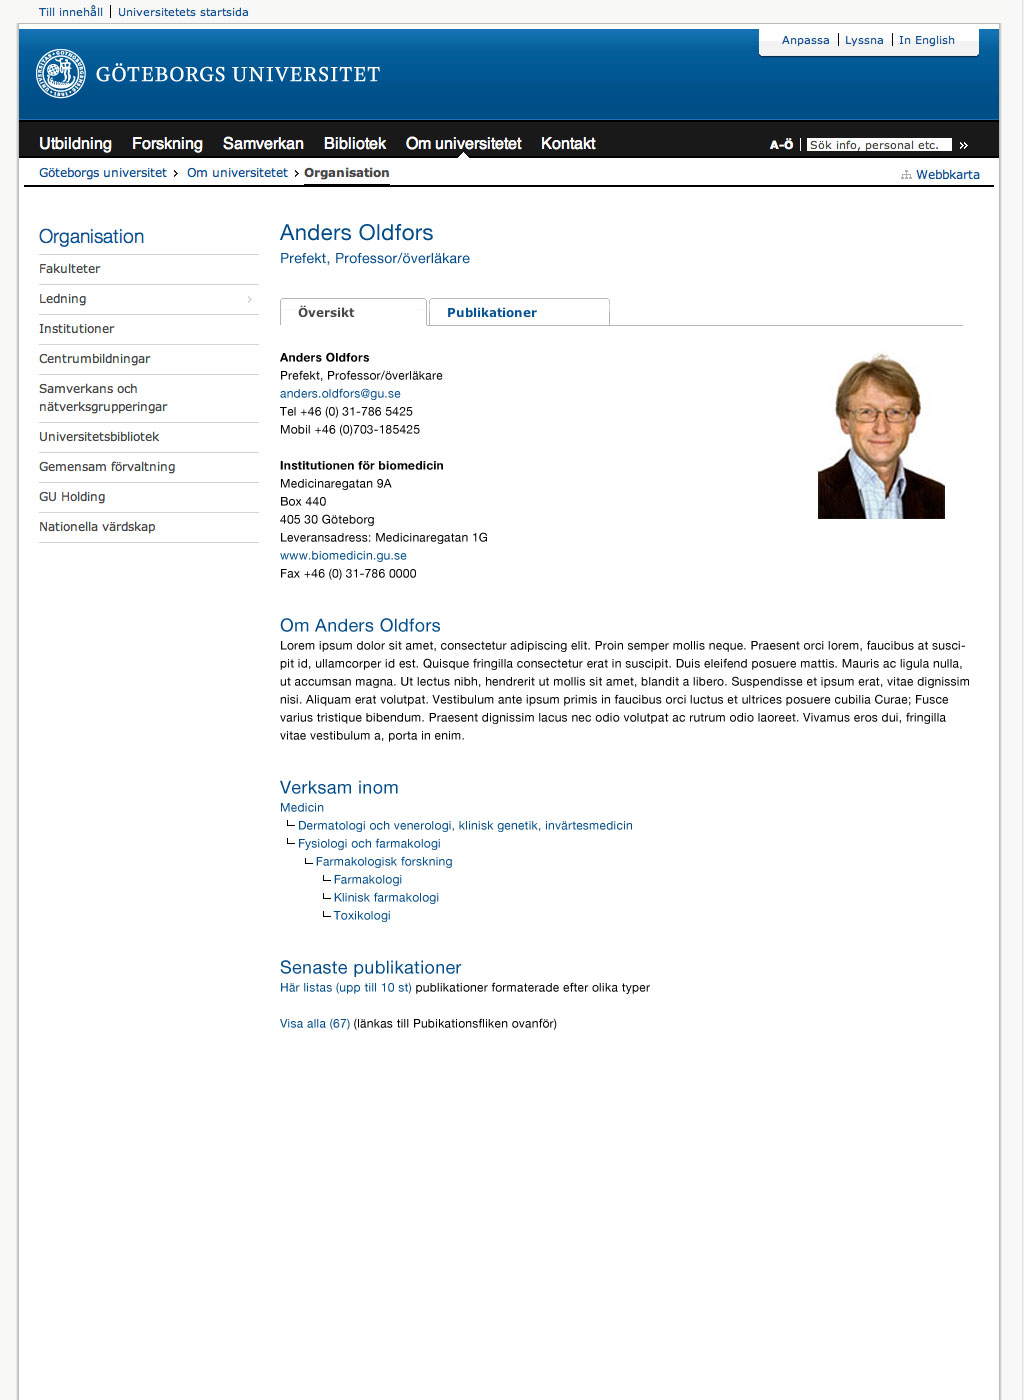 Till innehåll | Universitetets startsida
Anpassa | Lyssna | In English
GÖTEBORGS UNIVERSITET
Utbildning Forskning Samverkan Bibliotek Om universitetet Kontakt
A-Ö | Sök info, personal etc. »
Göteborgs universitet › Om universitetet › Organisation
Webbkarta
Organisation
Fakulteter
Ledning
Institutioner
Centrumbildningar
Samverkans och
nätverksgrupperingar
Universitetsbibliotek
Gemensam förvaltning
GU Holding
Nationella värdskap
Anders Oldfors
Prefekt, Professor/överläkare
Översikt Publikationer
Anders Oldfors
Prefekt, Professor/överläkare
anders.oldfors@gu.se
Tel +46 (0) 31-786 5425
Mobil +46 (0)703-185425
Institutionen för biomedicin
Medicinaregatan 9A
Box 440
405 30 Göteborg
Leveransadress: Medicinaregatan 1G
www.biomedicin.gu.se
Fax +46 (0) 31-786 0000
Om Anders Oldfors
Lorem ipsum dolor sit amet, consectetur adipiscing elit. Proin semper mollis neque. Praesent orci lorem, faucibus at susci-
pit id, ullamcorper id est. Quisque fringilla consectetur erat in suscipit. Duis eleifend posuere mattis. Mauris ac ligula nulla,
ut accumsan magna. Ut lectus nibh, hendrerit ut mollis sit amet, blandit a libero. Suspendisse et ipsum erat, vitae dignissim
nisi. Aliquam erat volutpat. Vestibulum ante ipsum primis in faucibus orci luctus et ultrices posuere cubilia Curae; Fusce
varius tristique bibendum. Praesent dignissim lacus nec odio volutpat ac rutrum odio laoreet. Vivamus eros dui, fringilla
vitae vestibulum a, porta in enim.
Verksam inom
Medicin
Dermatologi och venerologi, klinisk genetik, invärtesmedicin
Fysiologi och farmakologi
Farmakologisk forskning
Farmakologi
Klinisk farmakologi
Toxikologi
Senaste publikationer
Här listas (upp till 10 st) publikationer formaterade efter olika typer
Visa alla (67) (länkas till Pubikationsfliken ovanför)